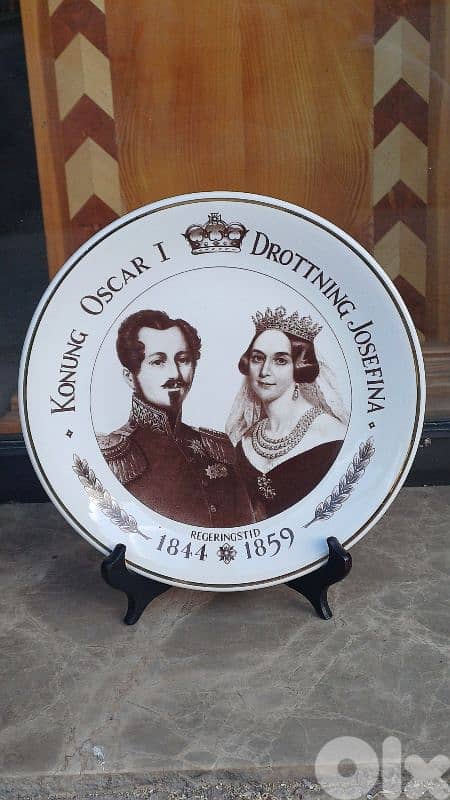 KONUNG OSCAR I DROTTNING JOSEFINA
REGERINGSTID
1844 1859
OLX